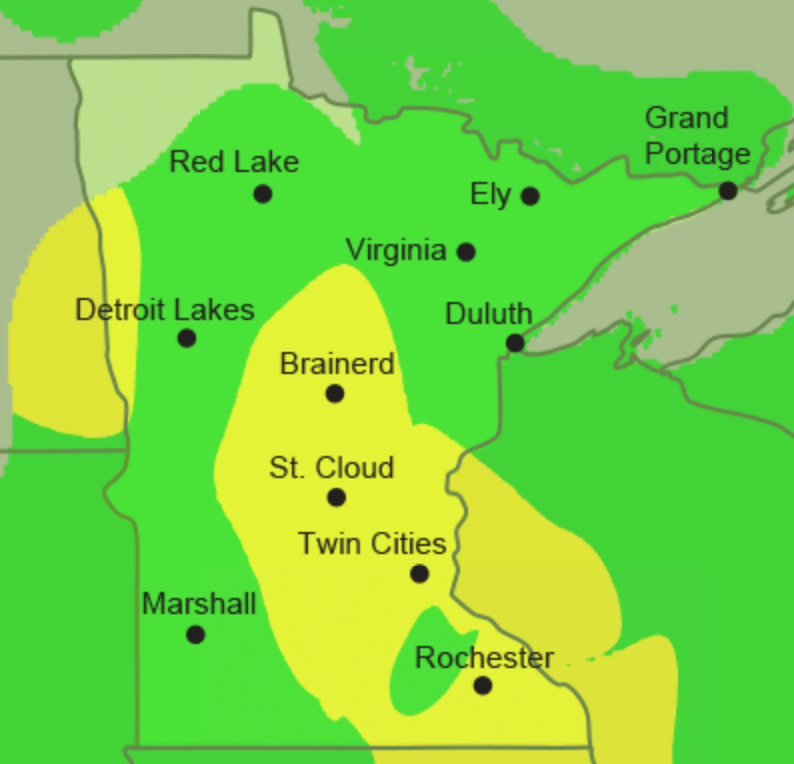 Grand
Portage
Red Lake
Ely
Virginia
Detroit Lakes
Duluth
Brainerd
St. Cloud
Twin Cities
Marshall
Rochester